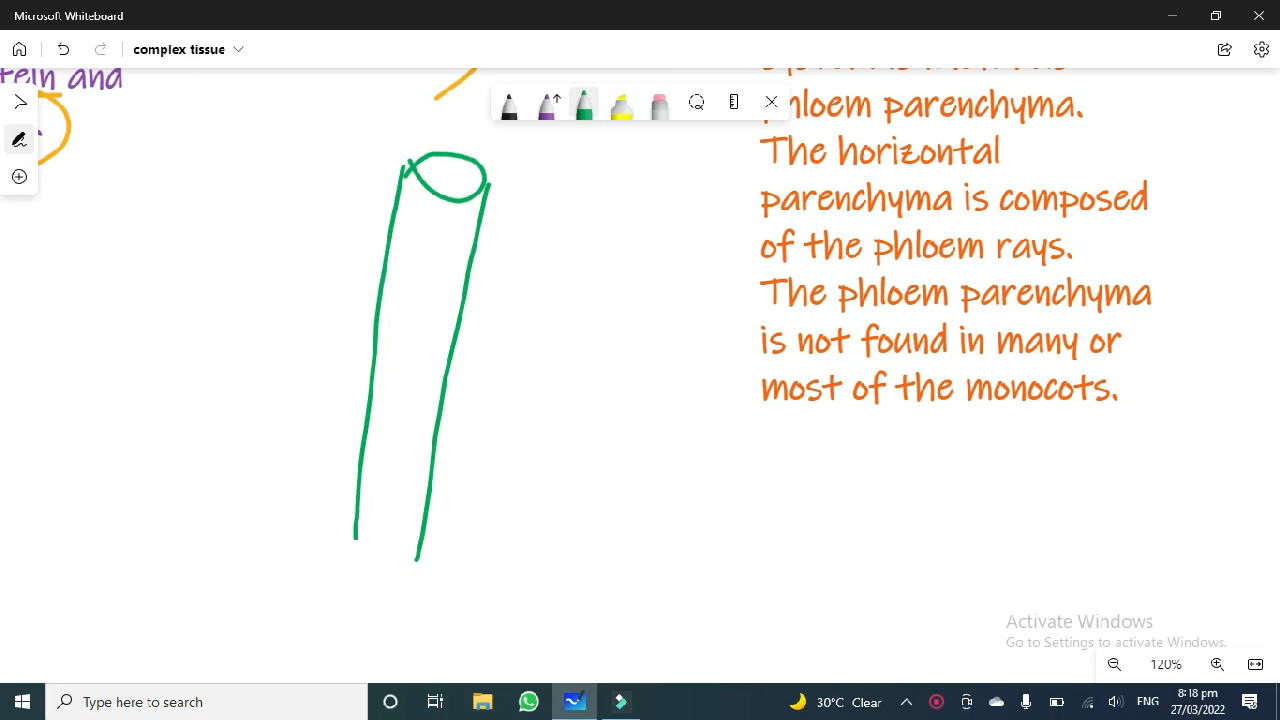 Microsoft Whiteboard
complex tissue
and
phloem parenchyma.
The horizontal
parenchyma is composed
of the phloem rays.
The phloem parenchyma
is not found in many or
most of the monocots.
Activate Windows
Go to Settings to activate Windows.
120%
Type here to search
30°C Clear
ENG
8:18 pm
27/03/2022